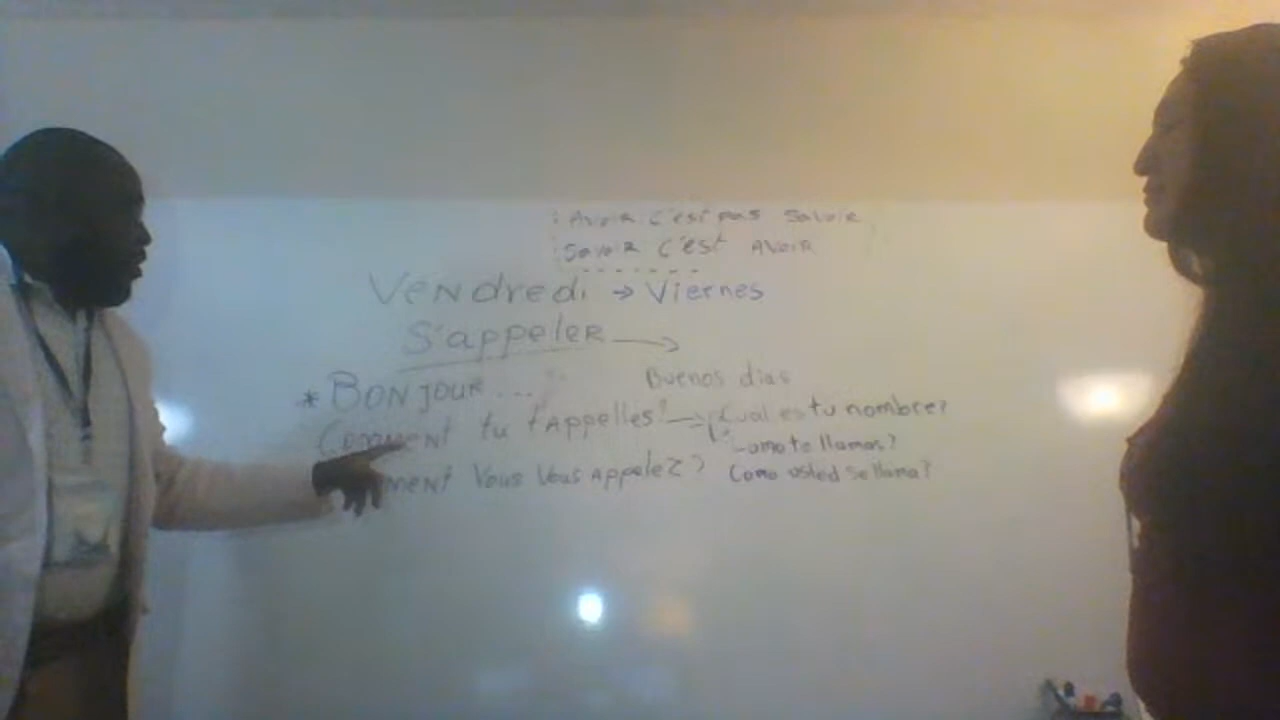 : Avoir c'est pas savoir
: Savoir c'est Avoir
Vendredi → Viernes
S'appeler →
* Bonjour... Buenos dias
Comment tu t'Appelles? → ¿Cual es tu nombre?
Como te llamas?
ment Vous Vous Appelez? Como usted se llama?